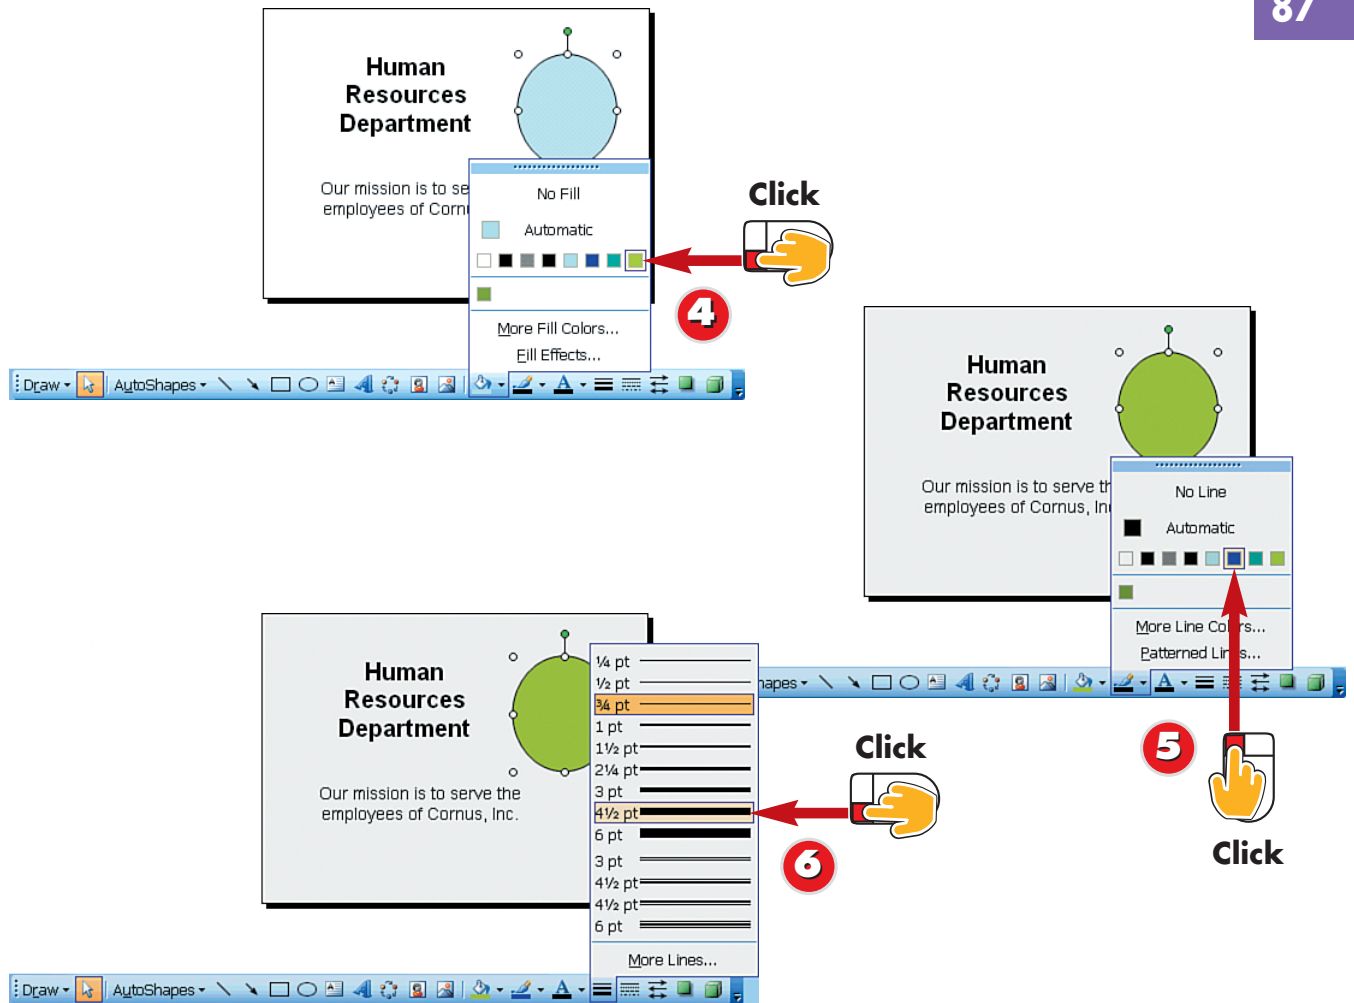 87
Human
Resources
Department
Our mission is to se
employees of Corn
No Fill
Automatic
More Fill Colors...
Fill Effects...
Click
4
Draw
AutoShapes
A
Human
Resources
Department
Our mission is to serve th
employees of Cornus, In
No Line
Automatic
More Line Co rs...
Patterned Li s...
hapes
A
5
Click
Human
Resources
Department
Our mission is to serve the
employees of Cornus, Inc.
¼ pt
½ pt
¾ pt
1 pt
1½ pt
2¼ pt
3 pt
4½ pt
6 pt
3 pt
4½ pt
4½ pt
6 pt
More Lines...
Click
6
Draw
AutoShapes
A